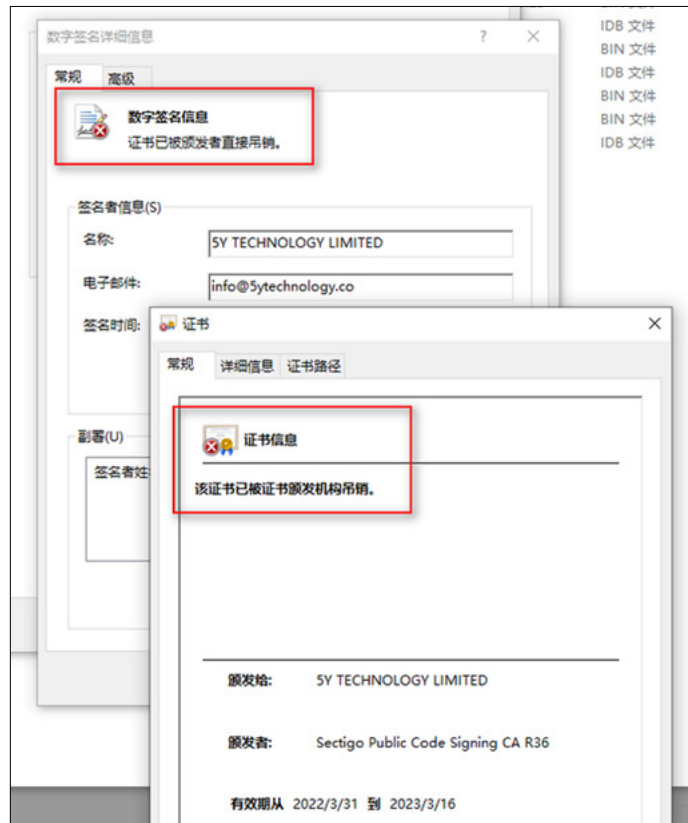 IDB 文件
BIN 文件
IDB 文件
BIN 文件
BIN 文件
IDB 文件
数字签名详细信息
?
常规 高级
数字签名信息
证书已被颁发者直接吊销。
签名者信息(S)
名称: 5Y TECHNOLOGY LIMITED
电子邮件: info@5ytechnology.co
签名时间:
副署(U)
签名者姓
证书
常规 详细信息 证书路径
证书信息
该证书已被证书颁发机构吊销。
颁发给: 5Y TECHNOLOGY LIMITED
颁发者: Sectigo Public Code Signing CA R36
有效期从 2022/3/31 到 2023/3/16